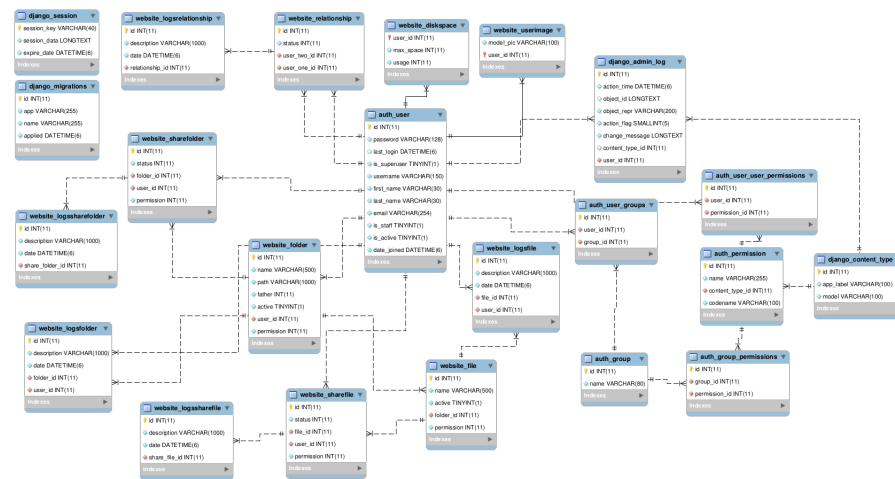 django_session
session_key VARCHAR(40)
session_data LONGTEXT
expire_date DATETIME(6)
Indexes
django_migrations
id INT(11)
app VARCHAR(255)
name VARCHAR(255)
applied DATETIME(6)
Indexes
website_logsrelationship
id INT(11)
description VARCHAR(1000)
date DATETIME(6)
relationship_id INT(11)
Indexes
website_relationship
id INT(11)
status INT(11)
user_two_id INT(11)
user_one_id INT(11)
Indexes
website_diskspace
user_id INT(11)
max_space INT(11)
usage INT(11)
Indexes
website_userimage
model_pic VARCHAR(100)
user_id INT(11)
Indexes
django_admin_log
id INT(11)
action_time DATETIME(6)
object_id LONGTEXT
object_repr VARCHAR(200)
action_flag SMALLINT(5)
change_message LONGTEXT
content_type_id INT(11)
user_id INT(11)
Indexes
auth_user
id INT(11)
password VARCHAR(128)
last_login DATETIME(6)
is_superuser TINYINT(1)
username VARCHAR(150)
first_name VARCHAR(30)
last_name VARCHAR(30)
email VARCHAR(254)
is_staff TINYINT(1)
is_active TINYINT(1)
date_joined DATETIME(6)
Indexes
website_sharefolder
id INT(11)
status INT(11)
folder_id INT(11)
user_id INT(11)
permission INT(11)
Indexes
website_logssharefolder
id INT(11)
description VARCHAR(1000)
date DATETIME(6)
share_folder_id INT(11)
Indexes
website_folder
id INT(11)
name VARCHAR(500)
path VARCHAR(1000)
father INT(11)
active TINYINT(1)
user_id INT(11)
permission INT(11)
Indexes
website_logsfile
id INT(11)
description VARCHAR(1000)
date DATETIME(6)
file_id INT(11)
user_id INT(11)
Indexes
auth_user_groups
id INT(11)
user_id INT(11)
group_id INT(11)
Indexes
auth_user_user_permissions
id INT(11)
user_id INT(11)
permission_id INT(11)
Indexes
auth_permission
id INT(11)
name VARCHAR(255)
content_type_id INT(11)
codename VARCHAR(100)
Indexes
django_content_type
id INT(11)
app_label VARCHAR(100)
model VARCHAR(100)
Indexes
website_logsfolder
id INT(11)
description VARCHAR(1000)
date DATETIME(6)
folder_id INT(11)
user_id INT(11)
Indexes
website_logssharefile
id INT(11)
description VARCHAR(1000)
date DATETIME(6)
share_file_id INT(11)
Indexes
website_sharefile
id INT(11)
status INT(11)
file_id INT(11)
user_id INT(11)
permission INT(11)
Indexes
website_file
id INT(11)
name VARCHAR(500)
active TINYINT(1)
folder_id INT(11)
permission INT(11)
Indexes
auth_group
id INT(11)
name VARCHAR(80)
Indexes
auth_group_permissions
id INT(11)
group_id INT(11)
permission_id INT(11)
Indexes